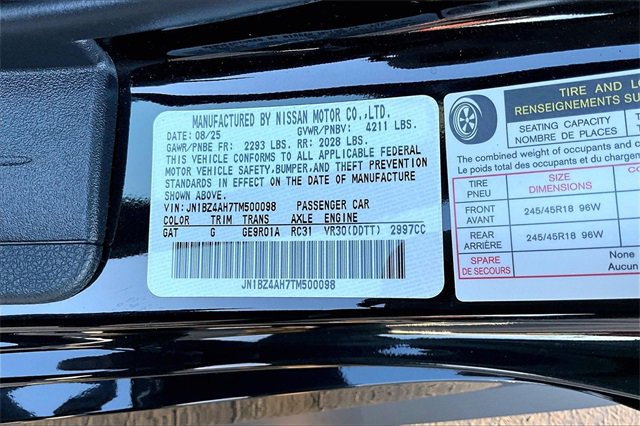 MANUFACTURED BY NISSAN MOTOR CO.,LTD.
DATE: 08/25 GVWR/PNBV: 4211 LBS.
GAWR/PNBE FR: 2293 LBS. RR: 2028 LBS.
THIS VEHICLE CONFORMS TO ALL APPLICABLE FEDERAL
MOTOR VEHICLE SAFETY,BUMPER,AND THEFT PREVENTION
STANDARDS IN EFFECT ON THE DATE OF MANUFACTURE
SHOWN ABOVE.
VIN: JN1BZ4AH7TM500098 PASSENGER CAR
COLOR TRIM TRANS AXLE ENGINE
GAT G GE9R01A RC31 VR30(DDTT) 2997CC
JN1BZ4AH7TM500098
TIRE AND
RENSEIGNEMENTS
SEATING CAPACITY
NOMBRE DE PLACES
The combined weight of occupants and
Le poids total des occupants et du
TIRE SIZE
PNEU DIMENSIONS
FRONT
AVANT 245/45R18 96W
REAR
ARRIÈRE 245/45R18 96W
SPARE None
DE SECOURS Aucun